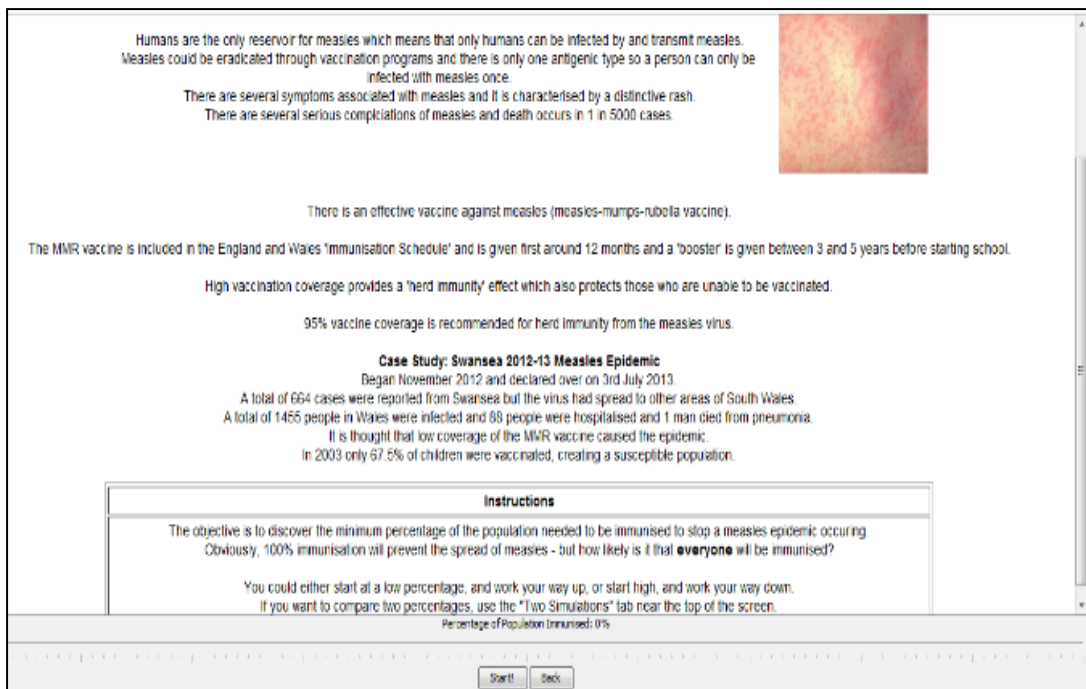 Humans are the only reservoir for measles which means that only humans can be infected by and transmit measles.
Measles could be eradicated through vaccination programs and there is only one antigenic type so a person can only be
infected with measles once.
There are several symptoms associated with measles and it is characterised by a distinctive rash.
There are several serious complciations of measles and death occurs in 1 in 5000 cases.
There is an effective vaccine against measles (measles-mumps-rubella vaccine).
The MMR vaccine is included in the England and Wales 'Immunisation Schedule' and is given first around 12 months and a 'booster' is given between 3 and 5 years before starting school.
High vaccination coverage provides a 'herd immunity' effect which also protects those who are unable to be vaccinated.
95% vaccine coverage is recommended for herd immunity from the measles virus.
Case Study: Swansea 2012-13 Measles Epidemic
Began November 2012 and declared over on 3rd July 2013.
A total of 664 cases were reported from Swansea but the virus had spread to other areas of South Wales.
A total of 1455 people in Wales were infected and 88 people were hospitalised and 1 man died from pneumonia.
It is thought that low coverage of the MMR vaccine caused the epidemic.
In 2003 only 67.5% of children were vaccinated, creating a susceptible population.
Instructions
The objective is to discover the minimum percentage of the population needed to be immunised to stop a measles epidemic occuring.
Obviously, 100% immunisation will prevent the spread of measles - but how likely is it that everyone will be immunised?
You could either start at a low percentage, and work your way up, or start high, and work your way down.
If you want to compare two percentages, use the "Two Simulations" tab near the top of the screen.
Percentage of Population Immunised: 0%
Start! Back